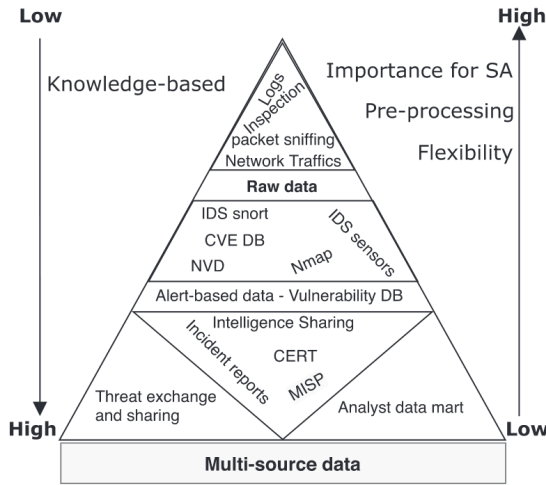 Low
High
Knowledge-based
Importance for SA
Pre-processing
Flexibility
Logs
Inspection
packet sniffing
Network Traffics
Raw data
IDS snort
CVE DB
NVD
Nmap
IDS sensors
Alert-based data - Vulnerability DB
Intelligence Sharing
Incident reports
CERT
MISP
Threat exchange
and sharing
Analyst data mart
High
Low
Multi-source data